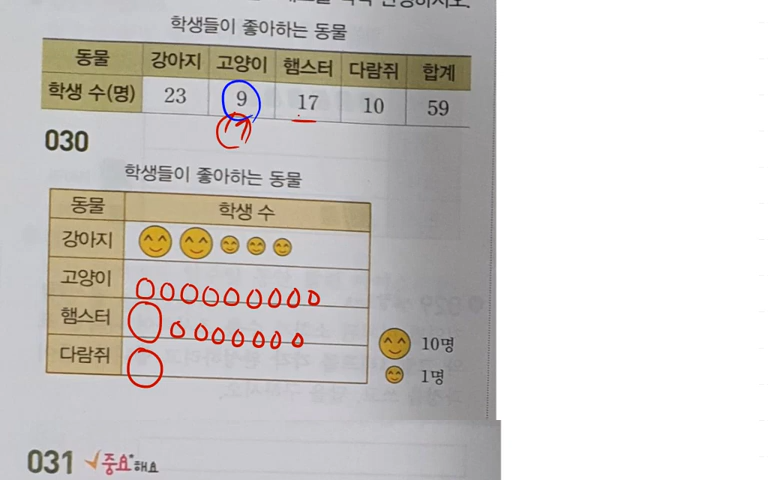 학생들이 좋아하는 동물
동물 강아지 고양이 햄스터 다람쥐 합계
학생 수(명) 23 9 17 10 59
030
학생들이 좋아하는 동물
동물 학생 수
강아지
고양이
햄스터
다람쥐
10명
1명
031 중요해요